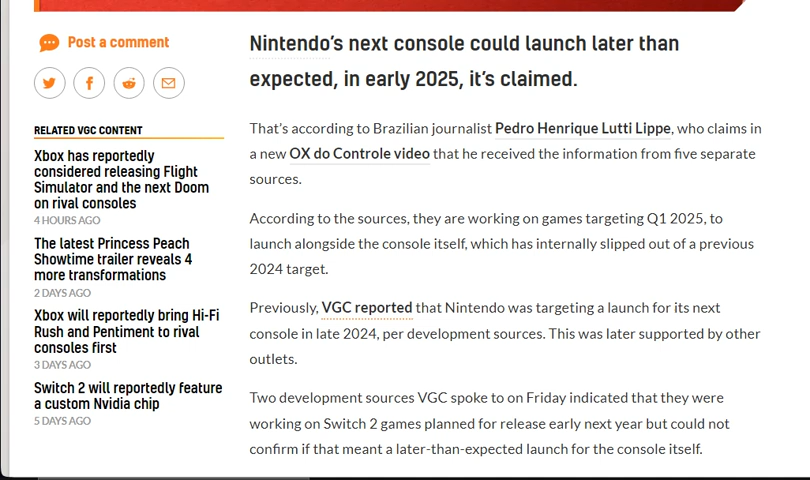 Post a comment
RELATED VGC CONTENT
Xbox has reportedly
considered releasing Flight
Simulator and the next Doom
on rival consoles
4 HOURS AGO
The latest Princess Peach
Showtime trailer reveals 4
more transformations
2 DAYS AGO
Xbox will reportedly bring Hi-Fi
Rush and Pentiment to rival
consoles first
3 DAYS AGO
Switch 2 will reportedly feature
a custom Nvidia chip
5 DAYS AGO
Nintendo's next console could launch later than
expected, in early 2025, it's claimed.
That's according to Brazilian journalist Pedro Henrique Lutti Lippe, who claims in
a new OX do Controle video that he received the information from five separate
sources.
According to the sources, they are working on games targeting Q1 2025, to
launch alongside the console itself, which has internally slipped out of a previous
2024 target.
Previously, VGC reported that Nintendo was targeting a launch for its next
console in late 2024, per development sources. This was later supported by other
outlets.
Two development sources VGC spoke to on Friday indicated that they were
working on Switch 2 games planned for release early next year but could not
confirm if that meant a later-than-expected launch for the console itself.